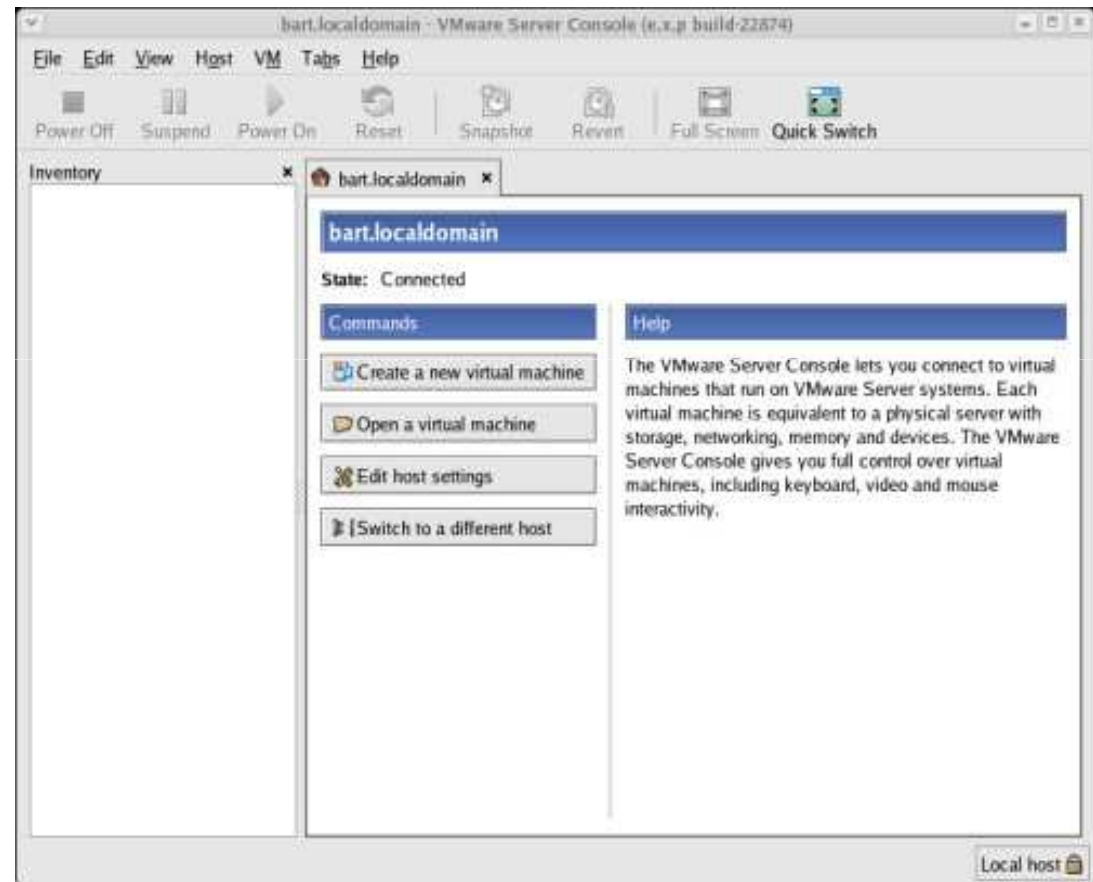 bart.localdomain - VMware Server Console (e.x.p build-22874)
File Edit View Host VM Tabs Help
Power Off Suspend Power On Reset Snapshot Revert Full Screen Quick Switch
Inventory
bart.localdomain
bart.localdomain
State: Connected
Commands
Create a new virtual machine
Open a virtual machine
Edit host settings
Switch to a different host
Help
The VMware Server Console lets you connect to virtual
machines that run on VMware Server systems. Each
virtual machine is equivalent to a physical server with
storage, networking, memory and devices. The VMware
Server Console gives you full control over virtual
machines, including keyboard, video and mouse
interactivity.
Local host